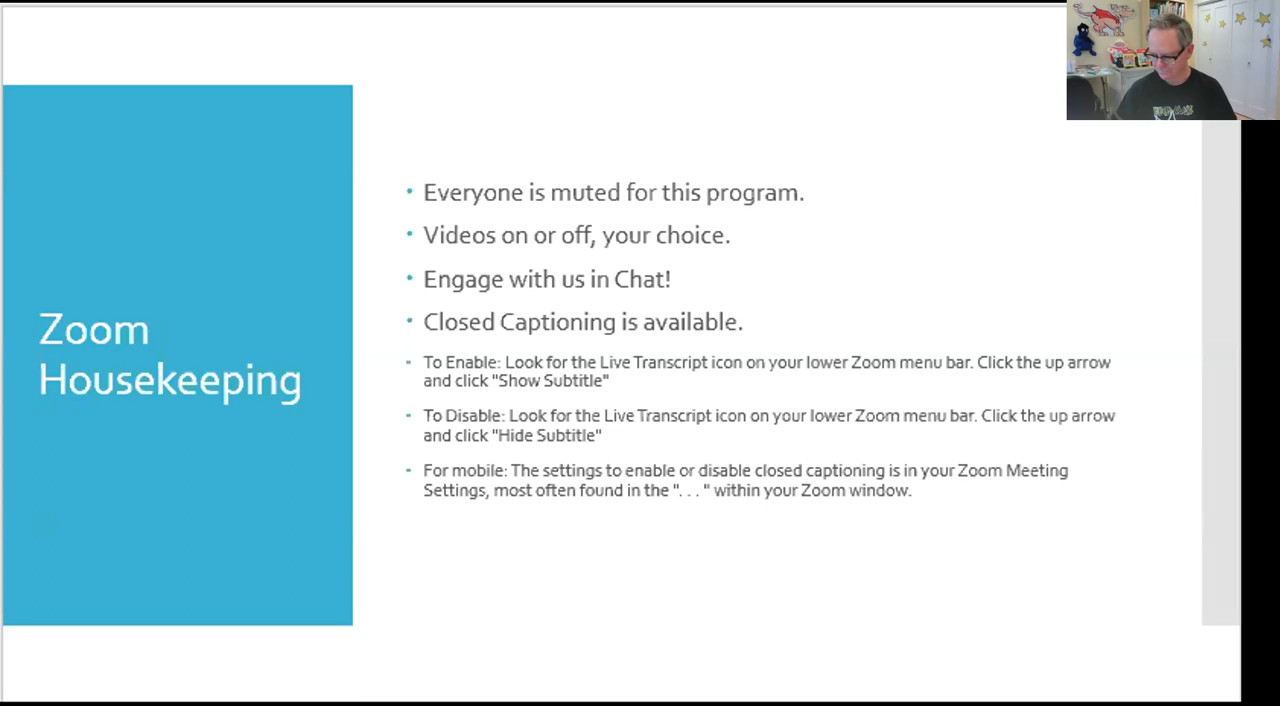 Zoom
Housekeeping
Everyone is muted for this program.
Videos on or off, your choice.
Engage with us in Chat!
Closed Captioning is available.
To Enable: Look for the Live Transcript icon on your lower Zoom menu bar. Click the up arrow
and click "Show Subtitle"
To Disable: Look for the Live Transcript icon on your lower Zoom menu bar. Click the up arrow
and click "Hide Subtitle"
For mobile: The settings to enable or disable closed captioning is in your Zoom Meeting
Settings, most often found in the ". . . " within your Zoom window.